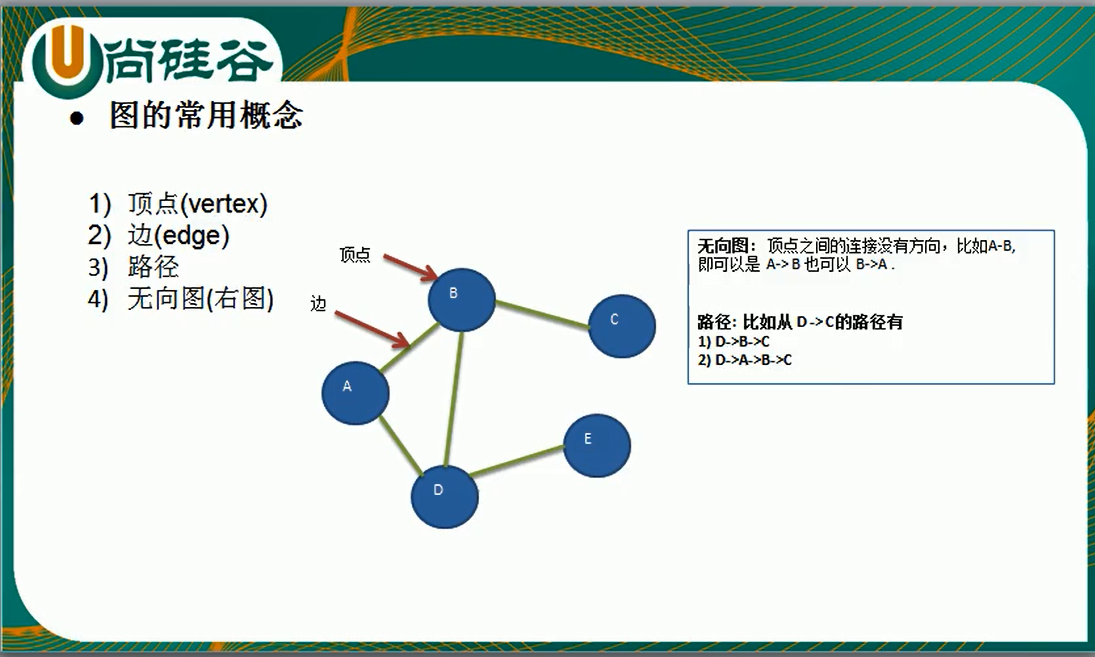 尚硅谷
● 图的常用概念
1) 顶点(vertex)
2) 边(edge)
3) 路径
4) 无向图(右图)
顶点
边
B
C
A
E
D
无向图：顶点之间的连接没有方向，比如A-B,
即可以是 A-> B 也可以 B->A .
路径: 比如从 D -> C的路径有
1) D->B->C
2) D->A->B->C